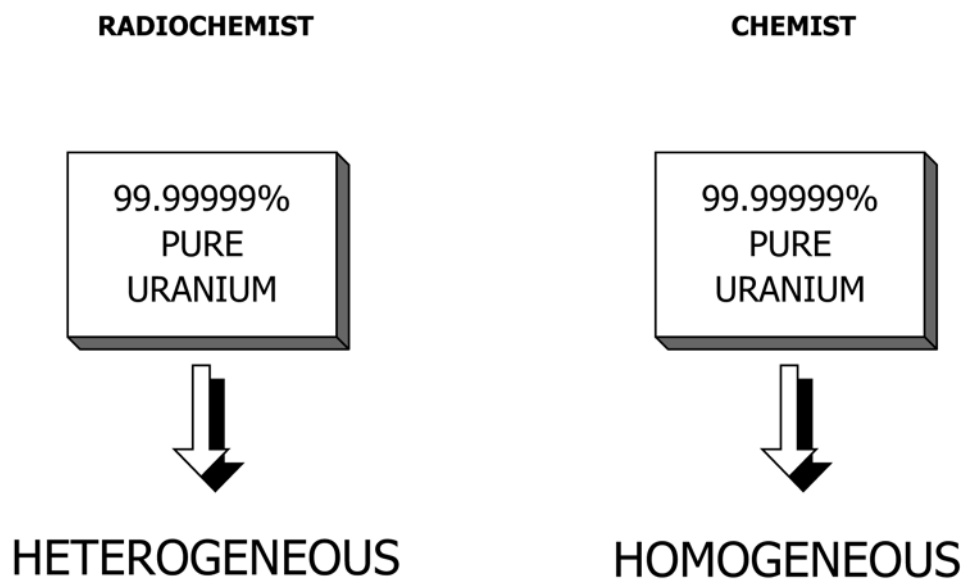 RADIOCHEMIST
CHEMIST
99.99999%
PURE
URANIUM
99.99999%
PURE
URANIUM
HETEROGENEOUS
HOMOGENEOUS